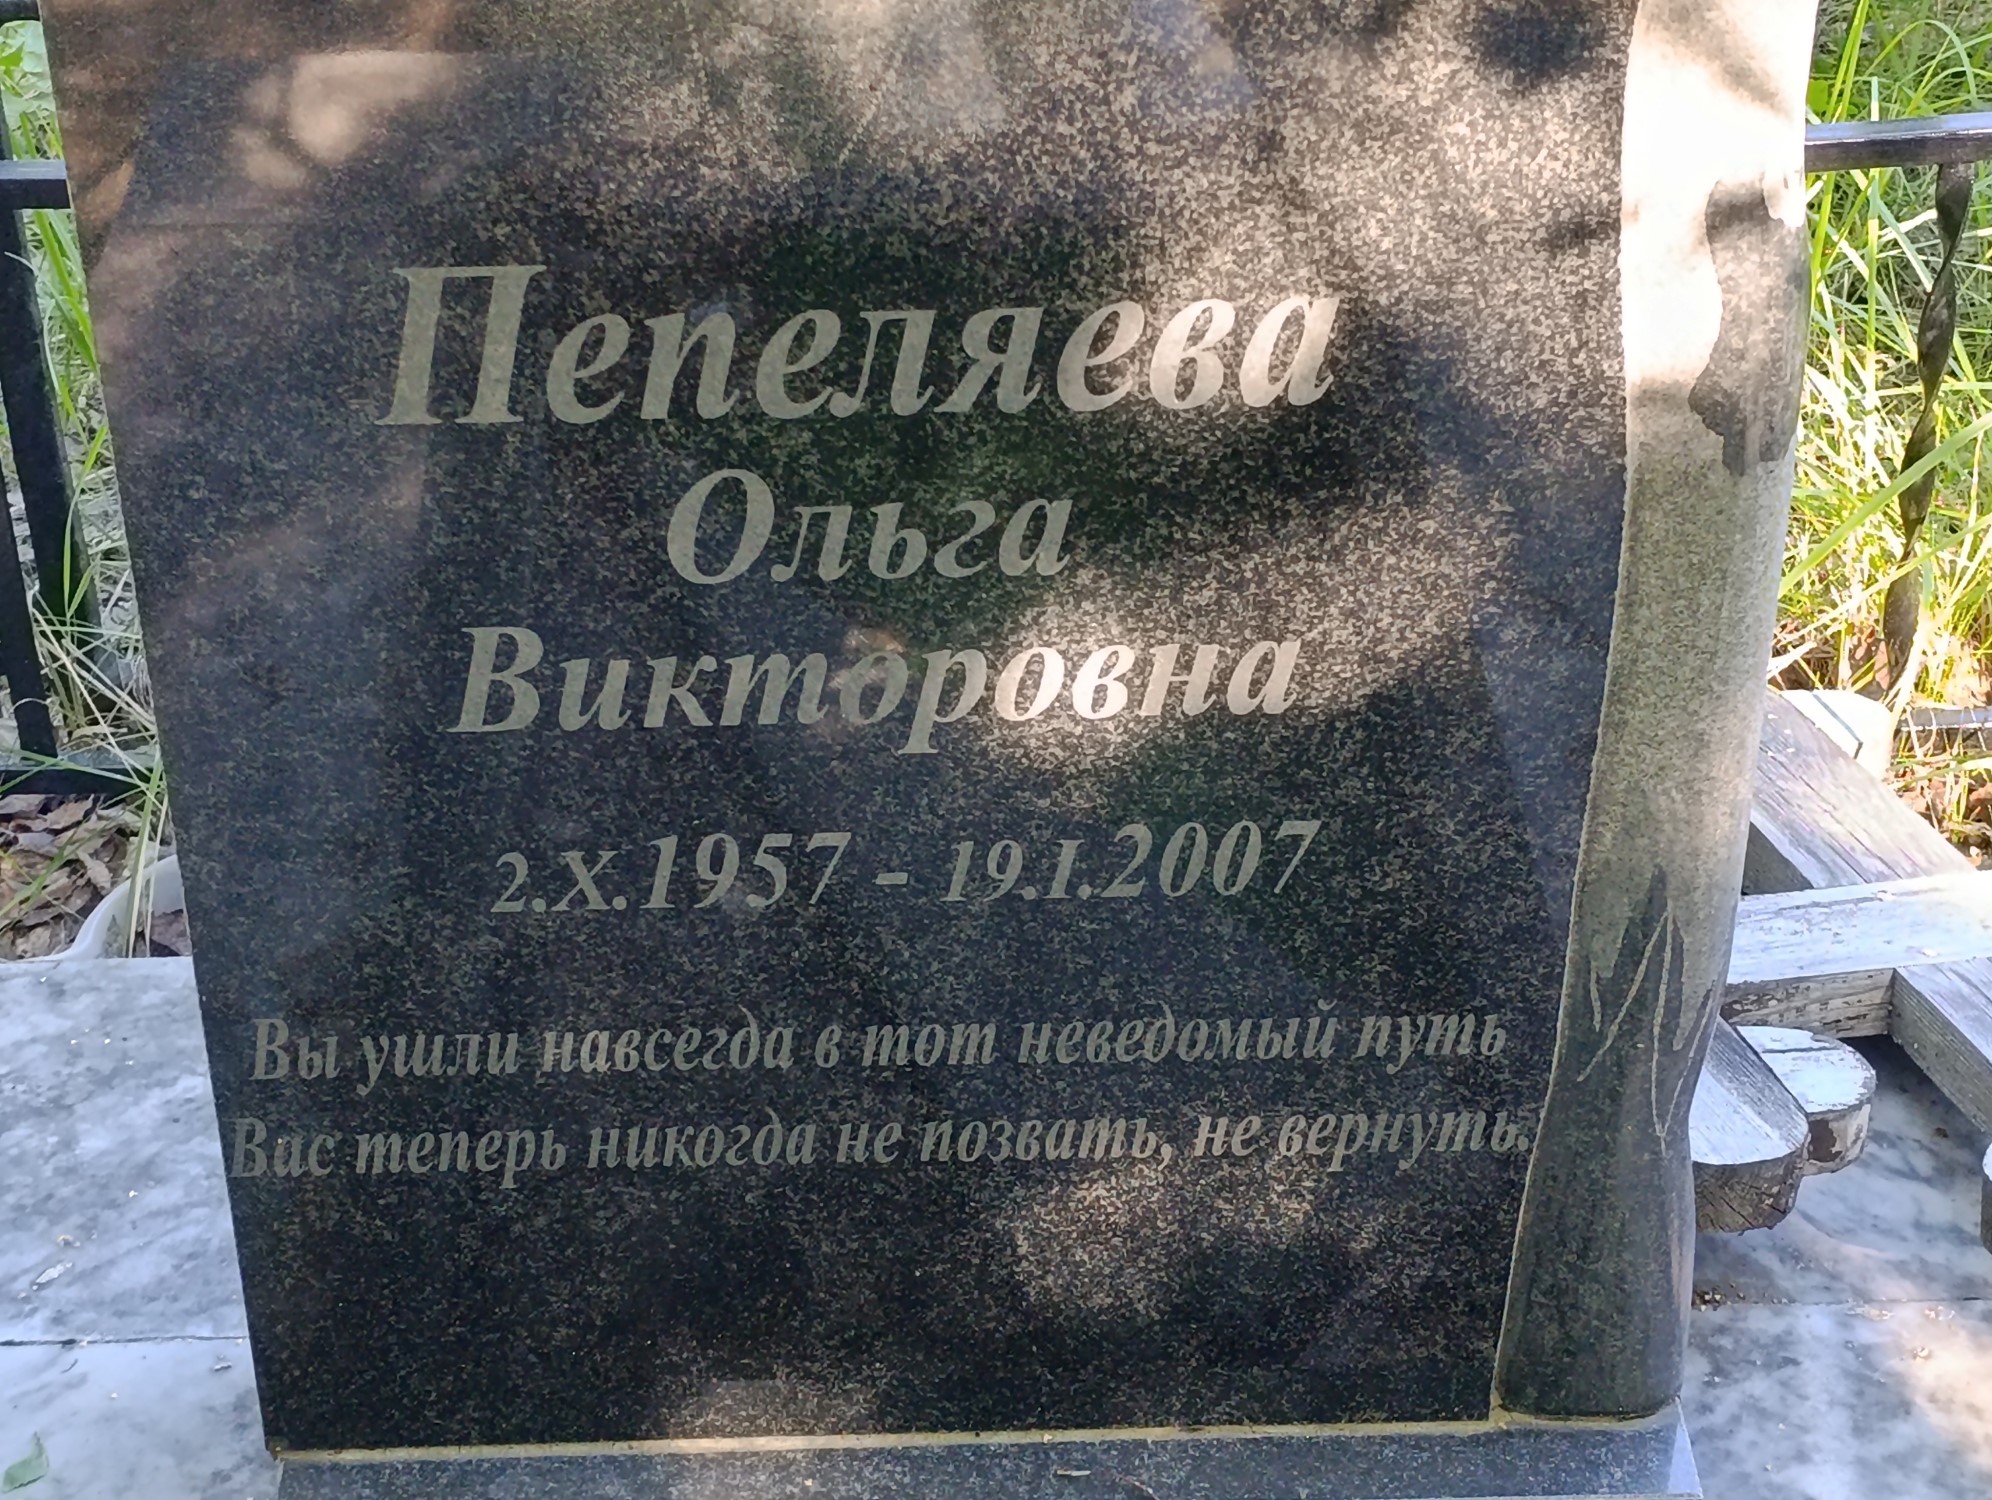 Пепеляева
Ольга
Викторовна
2.X.1957 - 19.I.2007
Вы ушли навсегда в тот неведомый путь
Вас теперь никогда не позвать, не вернуть.